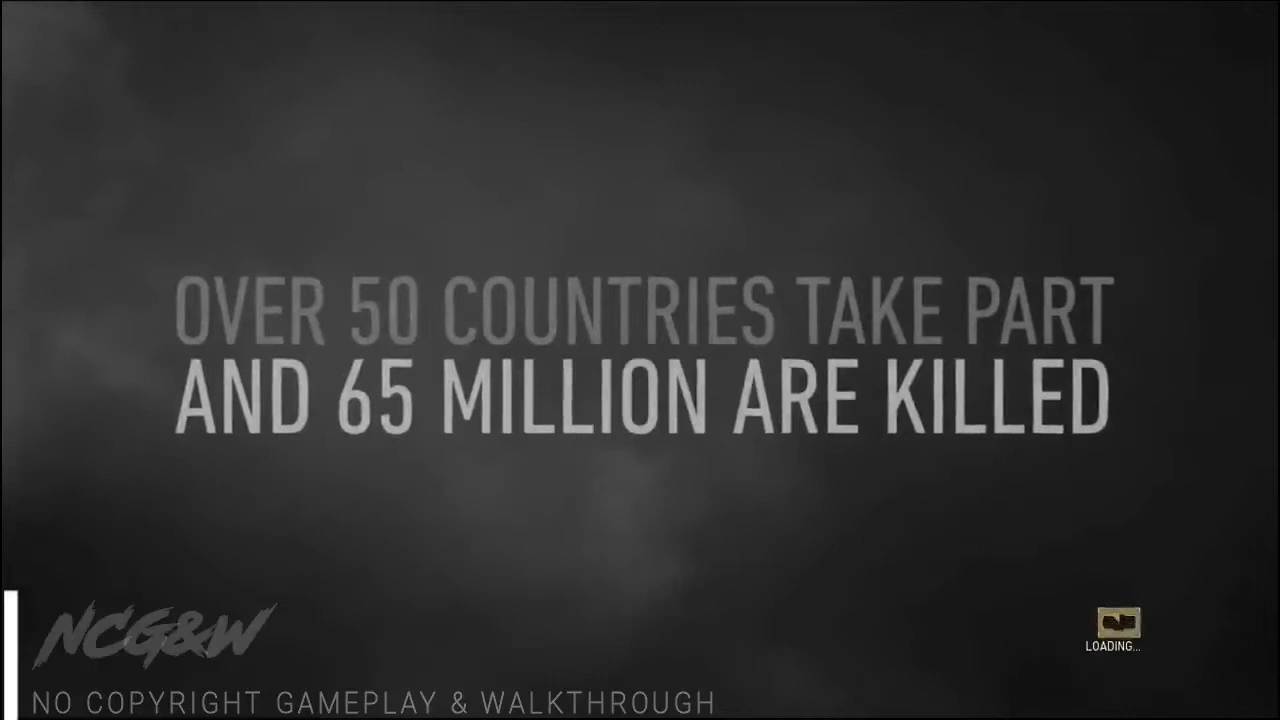 OVER 50 COUNTRIES TAKE PART
AND 65 MILLION ARE KILLED
NCG&W
LOADING...
NO COPYRIGHT GAMEPLAY & WALKTHROUGH